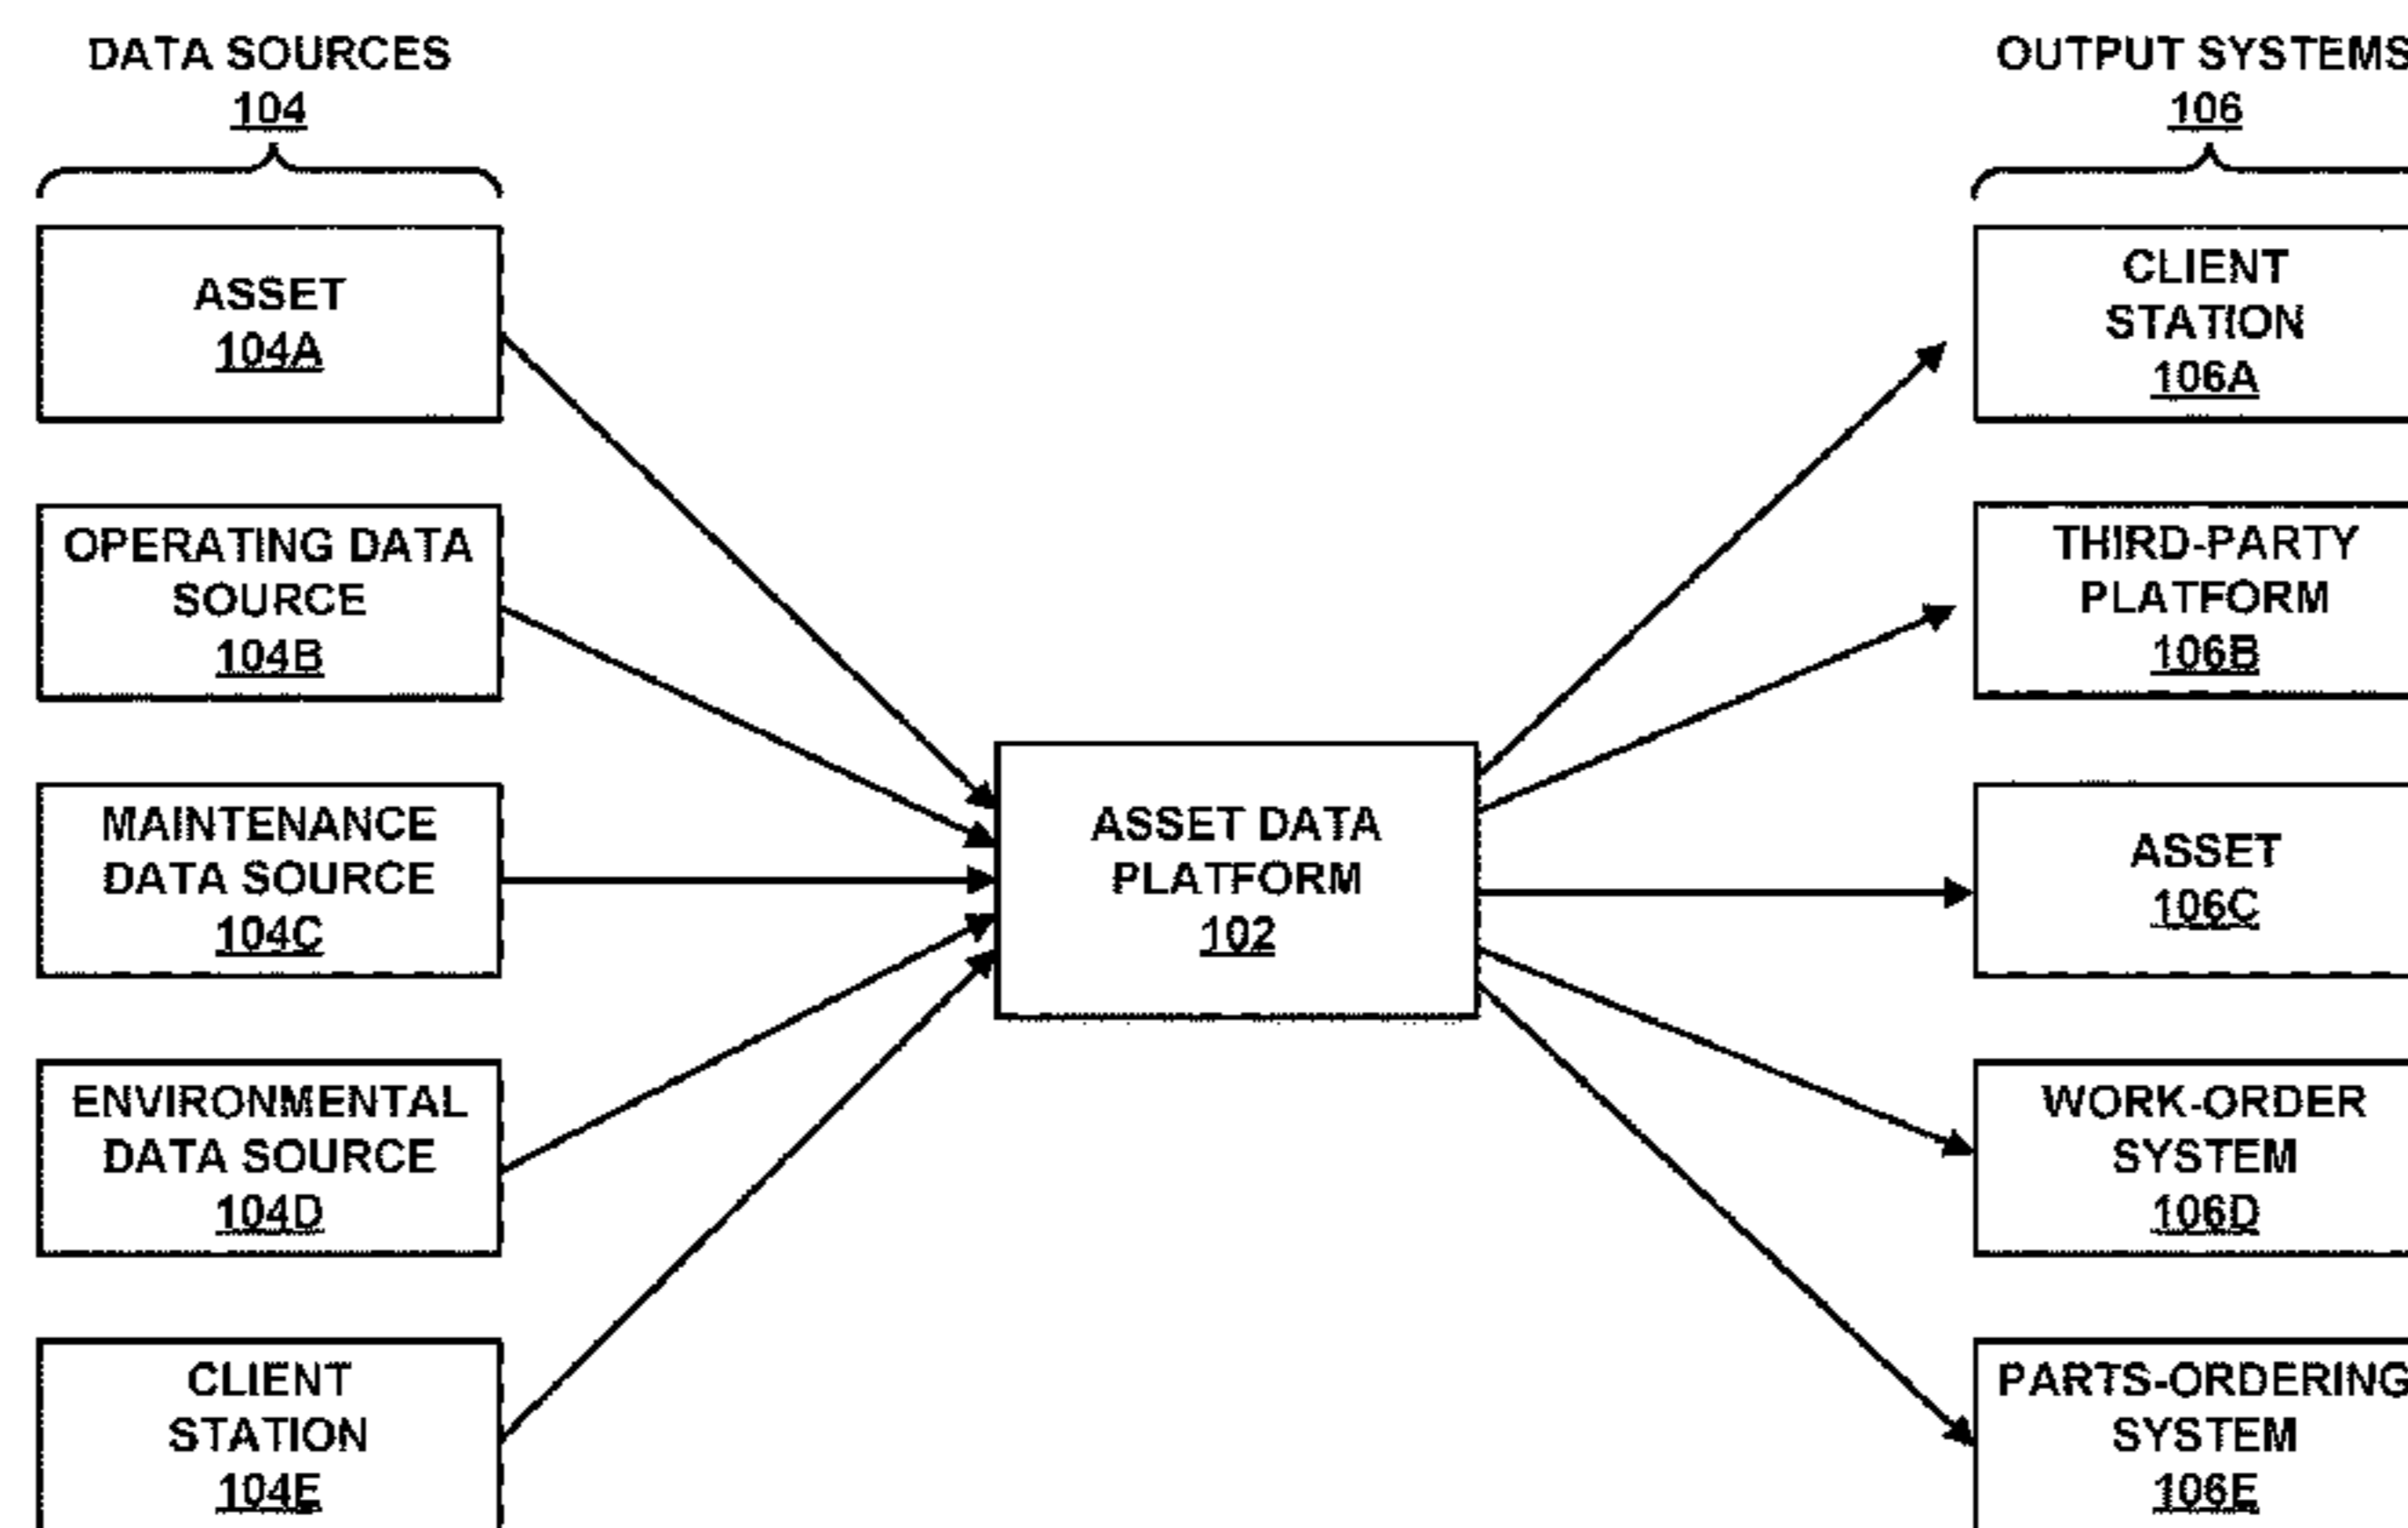 DATA SOURCES
104
ASSET
104A
OPERATING DATA
SOURCE
104B
MAINTENANCE
DATA SOURCE
104C
ENVIRONMENTAL
DATA SOURCE
104D
CLIENT
STATION
104E
ASSET DATA
PLATFORM
102
OUTPUT SYSTEMS
106
CLIENT
STATION
106A
THIRD-PARTY
PLATFORM
106B
ASSET
106C
WORK-ORDER
SYSTEM
106D
PARTS-ORDERING
SYSTEM
106E